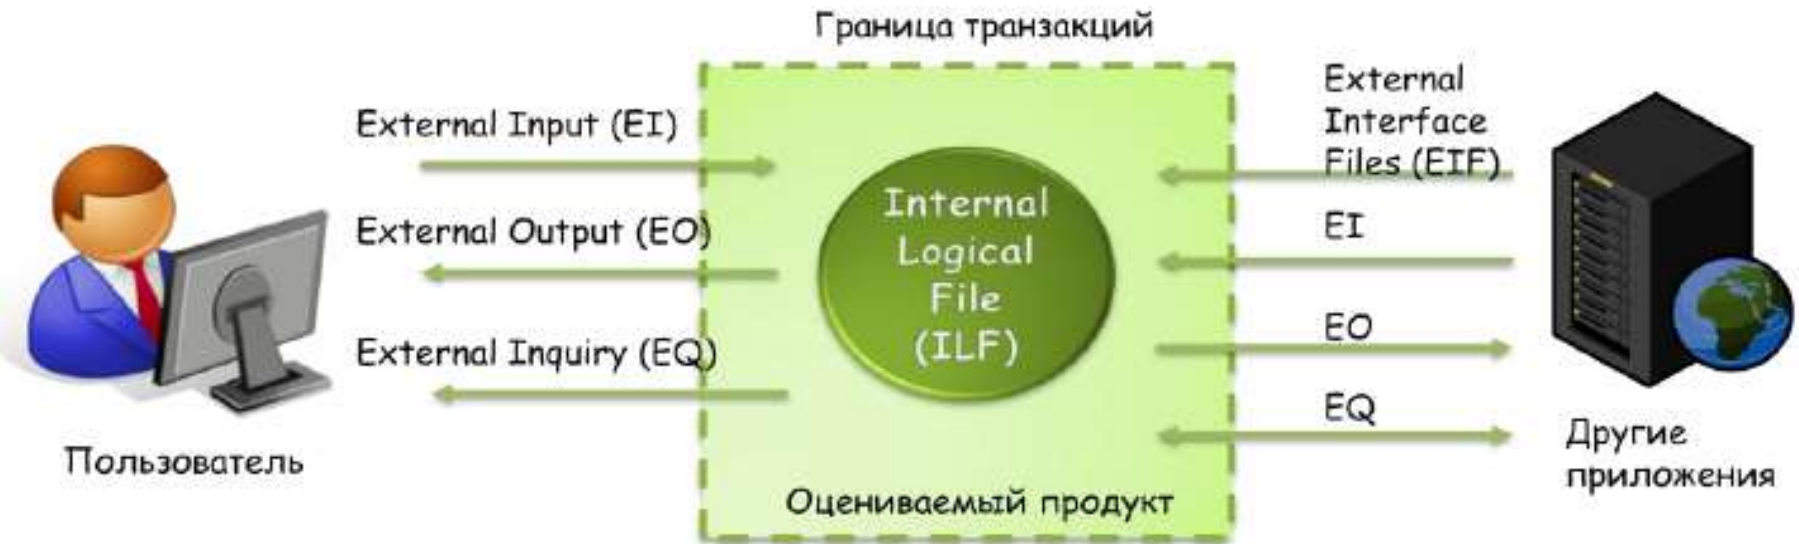 Граница транзакций
External Input (EI)
External Output (EO)
External Inquiry (EQ)
Пользователь
Internal
Logical
File
(ILF)
Оцениваемый продукт
External
Interface
Files (EIF)
EI
EO
EQ
Другие
приложения